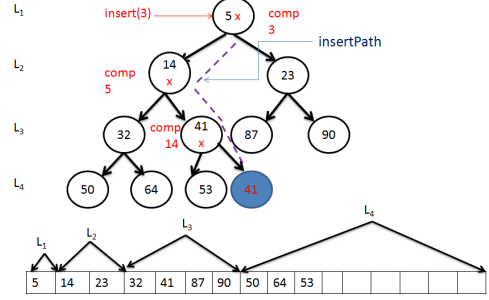 L1
insert(3)
5 x
comp
3
insertPath
L2
comp
5
14
x
23
L3
32
comp
14
41
x
87
90
L4
50
64
53
41
L1
L2
L3
L4
5 14 23 32 41 87 90 50 64 53